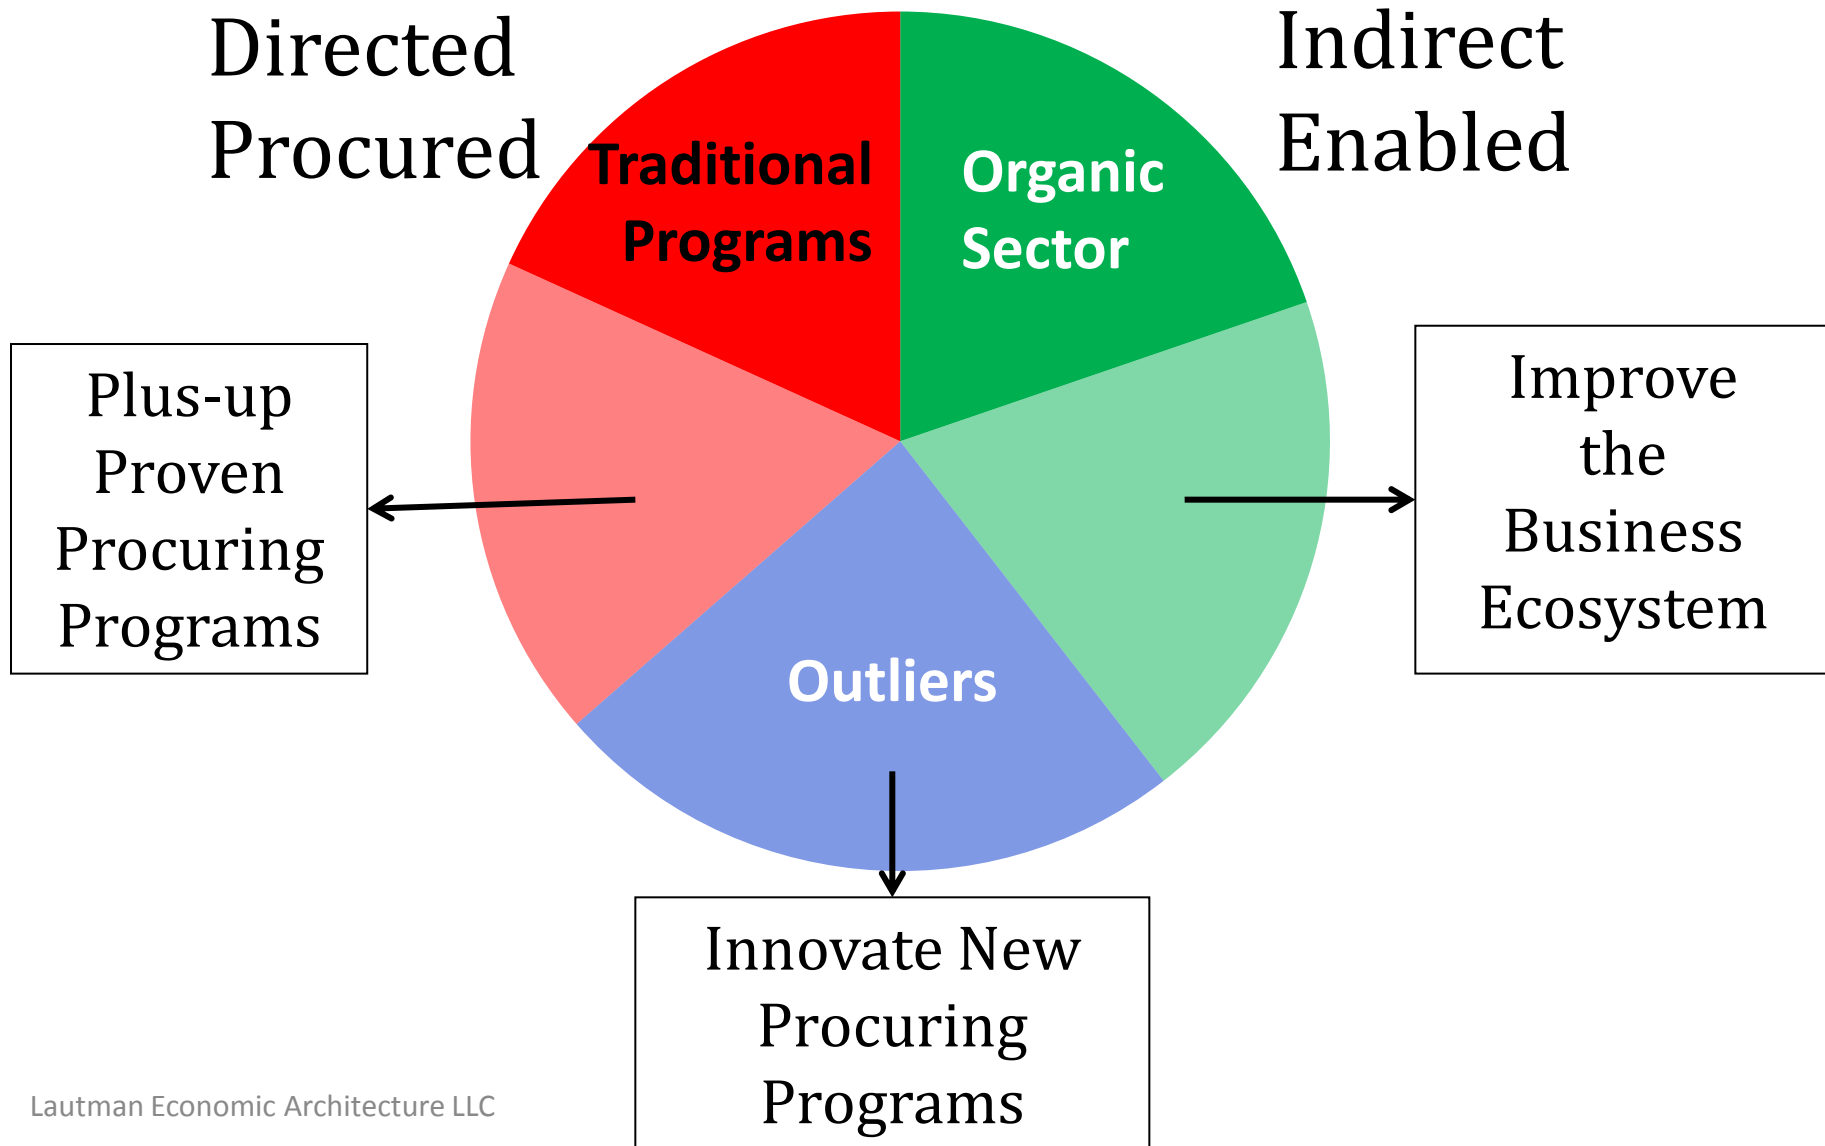 Directed
Procured
Indirect
Enabled
Traditional
Programs
Organic
Sector
Plus-up
Proven
Procuring
Programs
Improve
the
Business
Ecosystem
Outliers
Innovate New
Procuring
Programs
Lautman Economic Architecture LLC